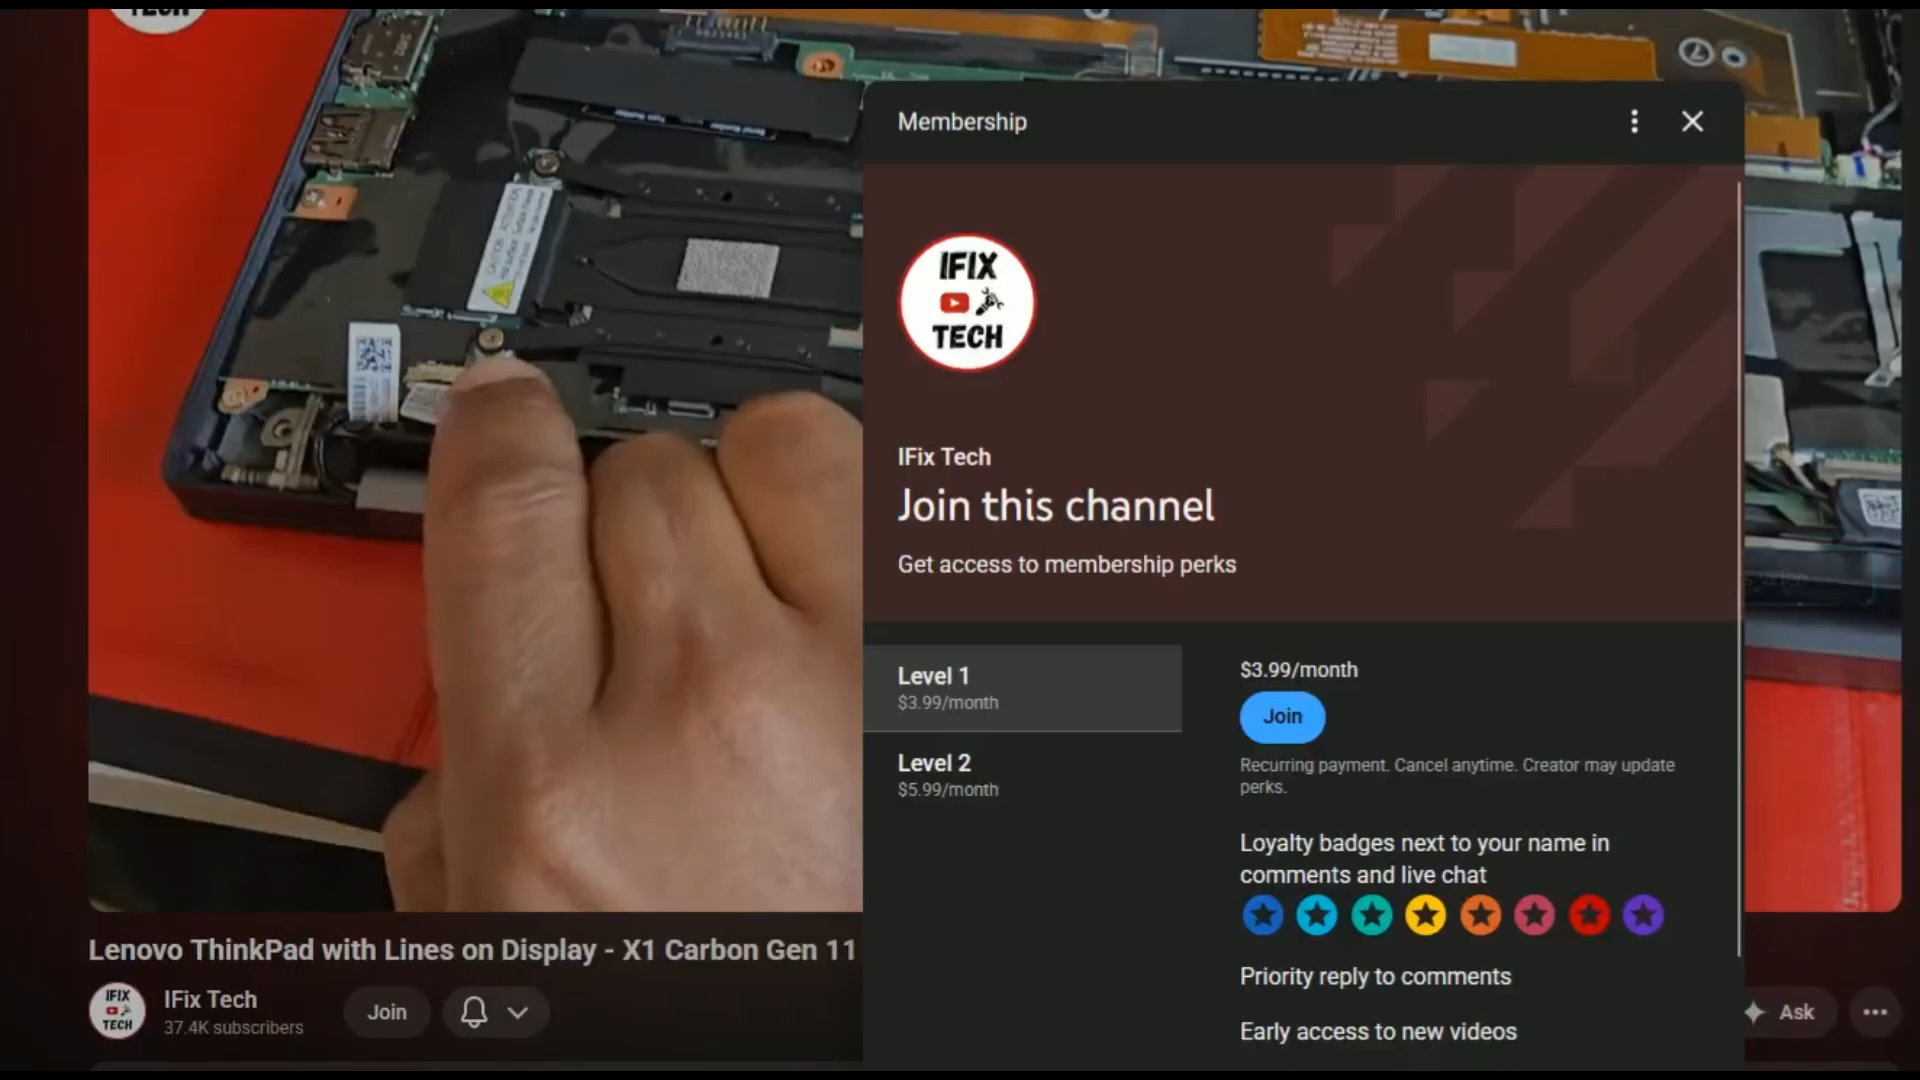 TECH
Membership
IFIX
TECH
IFix Tech
Join this channel
Get access to membership perks
Level 1
$3.99/month
Level 2
$5.99/month
$3.99/month
Join
Recurring payment. Cancel anytime. Creator may update
perks.
Loyalty badges next to your name in
comments and live chat
Priority reply to comments
Early access to new videos
Lenovo ThinkPad with Lines on Display - X1 Carbon Gen 11
IFIX
TECH
IFix Tech
37.4K subscribers
Join
Ask